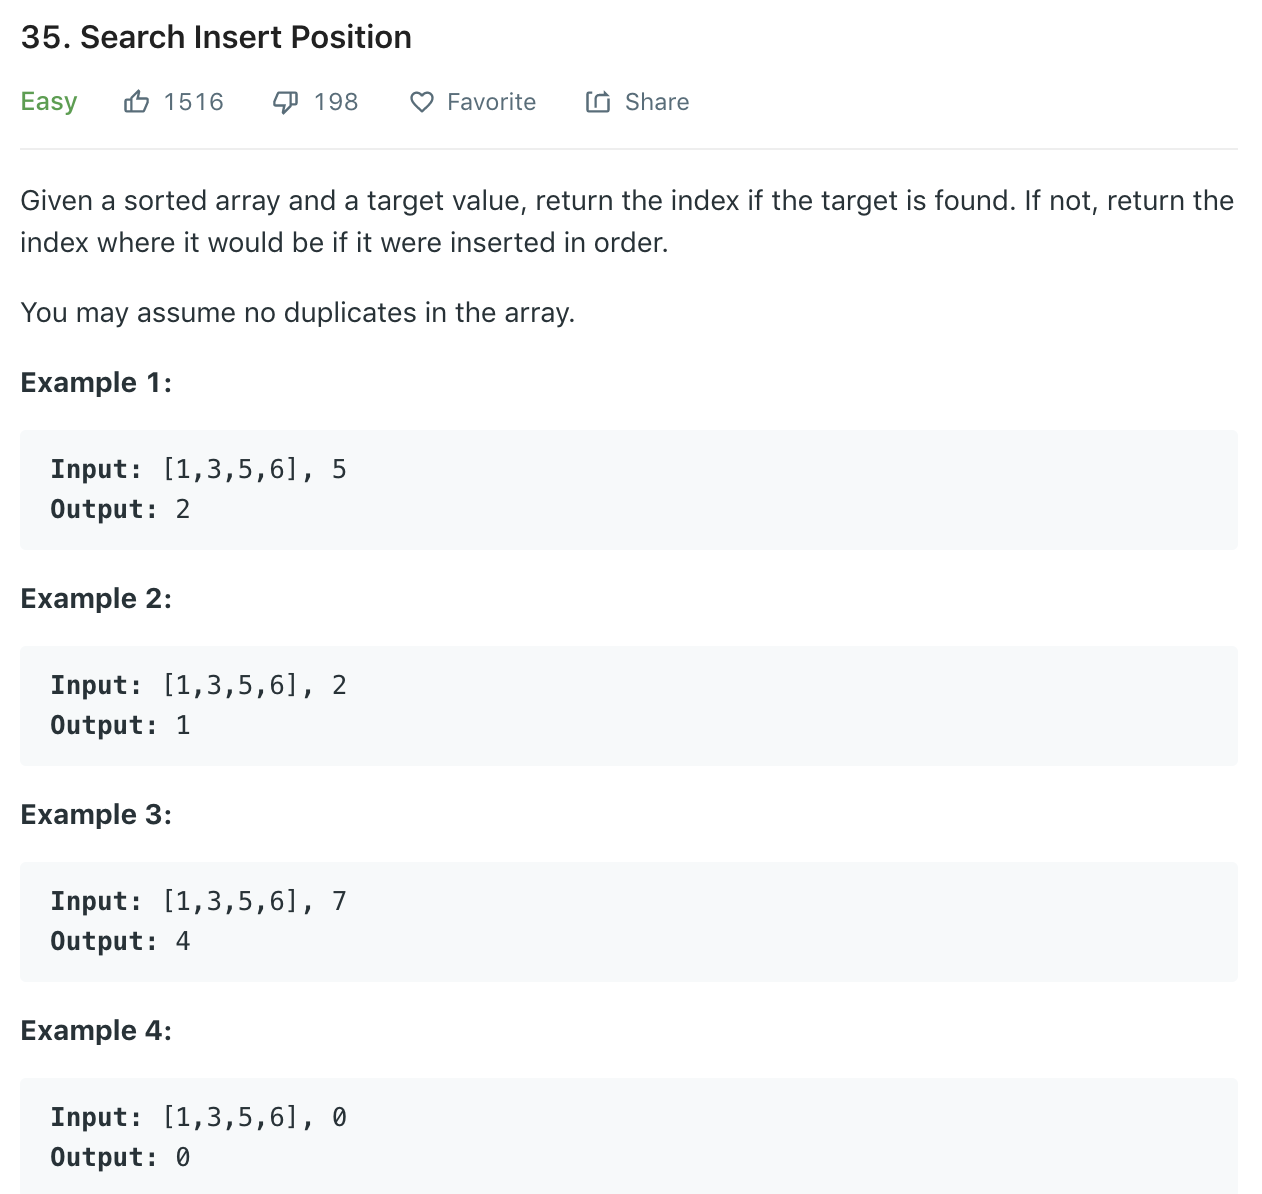 35. Search Insert Position
Easy 1516 198 Favorite Share
Given a sorted array and a target value, return the index if the target is found. If not, return the
index where it would be if it were inserted in order.
You may assume no duplicates in the array.
Example 1:
Input: [1,3,5,6], 5
Output: 2
Example 2:
Input: [1,3,5,6], 2
Output: 1
Example 3:
Input: [1,3,5,6], 7
Output: 4
Example 4:
Input: [1,3,5,6], 0
Output: 0